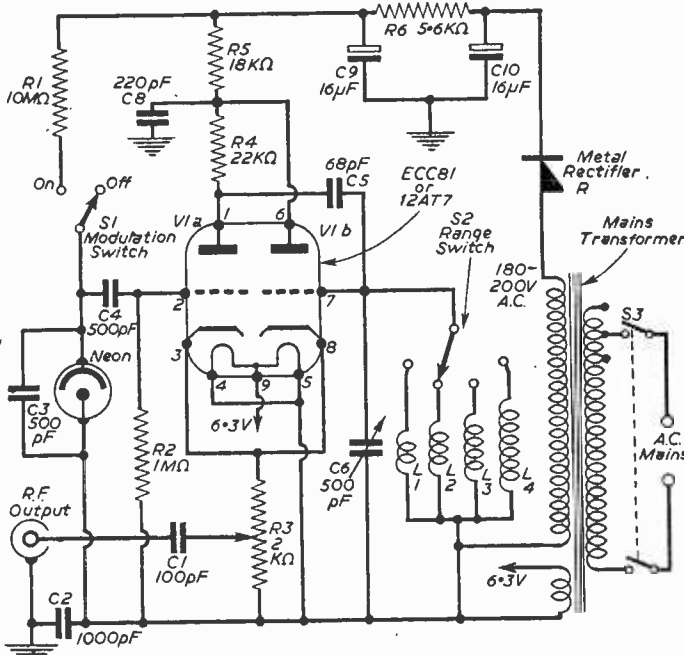 R6 5·6KΩ
R5
18KΩ
C9
16μF
C10
16μF
R1
10MΩ
220pF
C8
R4
22KΩ
68pF
C5
ECC81
or
12AT7
Metal
Rectifier
R
On
Off
S1
Modulation
Switch
V1a
1
6
V1b
S2
Range
Switch
Mains
Transformer
180-
200V
A.C.
2
7
C4
500pF
S3
Neon
3
8
4
9
5
6·3V
C3
500
pF
R2
1MΩ
C6
500
pF
L
1
L
2
L
3
L
4
A.C.
Mains
R.F.
Output
C1
100pF
R3
2
KΩ
6·3V
C2
1000pF